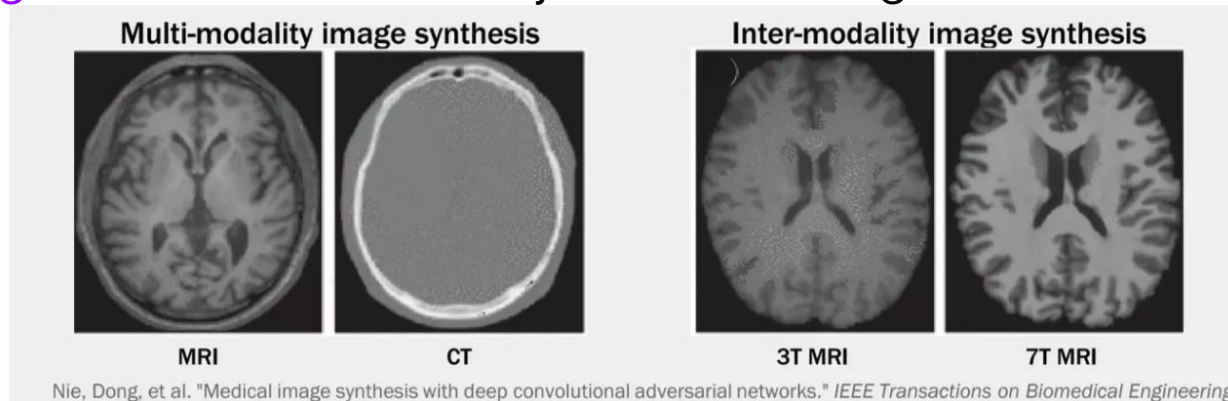 Multi-modality image synthesis
Inter-modality image synthesis
MRI
CT
3T MRI
7T MRI
Nie, Dong, et al. "Medical image synthesis with deep convolutional adversarial networks." IEEE Transactions on Biomedical Engineering